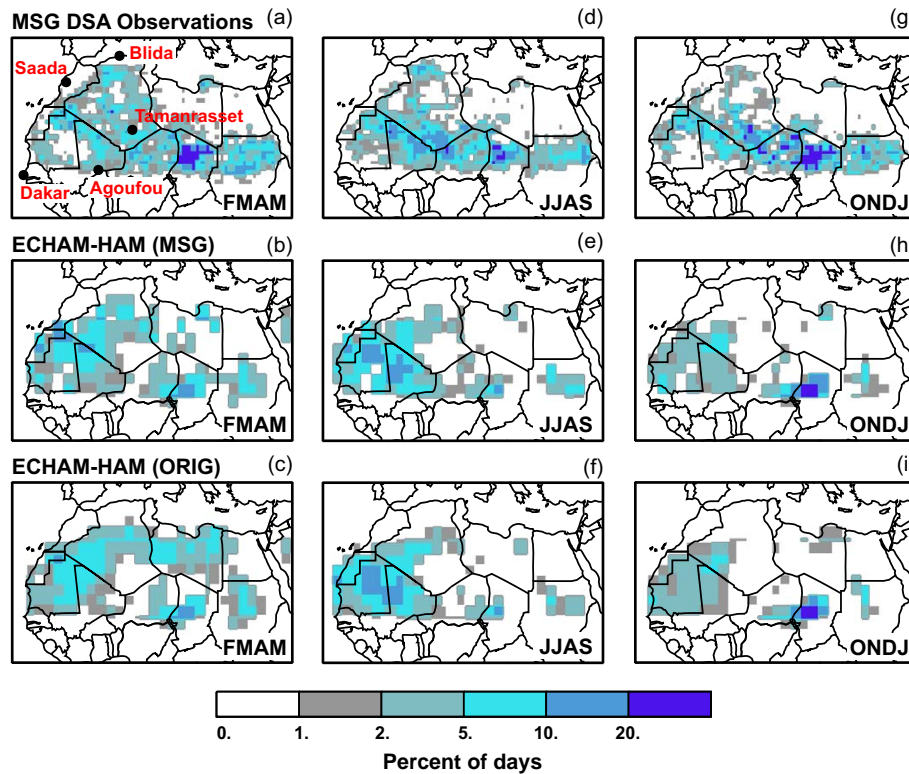 MSG DSA Observations (a) (d) (g)
Blida
Saada
Tamanrasset
Dakar Agoufou
FMAM JJAS ONDJ
ECHAM-HAM (MSG) (b) (e) (h)
FMAM JJAS ONDJ
ECHAM-HAM (ORIG) (c) (f) (i)
FMAM JJAS ONDJ
0. 1. 2. 5. 10. 20.
Percent of days